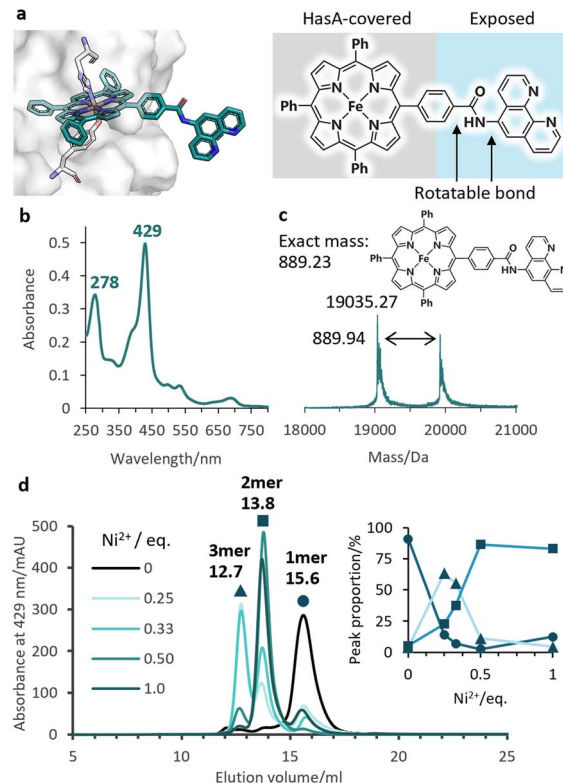 a
HasA-covered
Exposed
Ph
Ph
N
N
Fe
N
N
Ph
O
NH
N
N
Rotatable bond
b
429
278
0.5
0.4
0.3
0.2
0.1
0
Absorbance
250 350 450 550 650 750
Wavelength/nm
c
Exact mass:
889.23
Ph
Ph
N
N
Fe
N
N
Ph
O
NH
N
N
19035.27
889.94
18000 19000 20000 21000
Mass/Da
d
2mer
13.8
3mer
12.7
1mer
15.6
Ni2+/ eq.
0
0.25
0.33
0.50
1.0
500
400
300
200
100
0
Absorbance at 429 nm/mAU
5 10 15 20 25
Elution volume/ml
100
75
50
25
0
Peak proportion/%
0 0.5 1
Ni2+/eq.